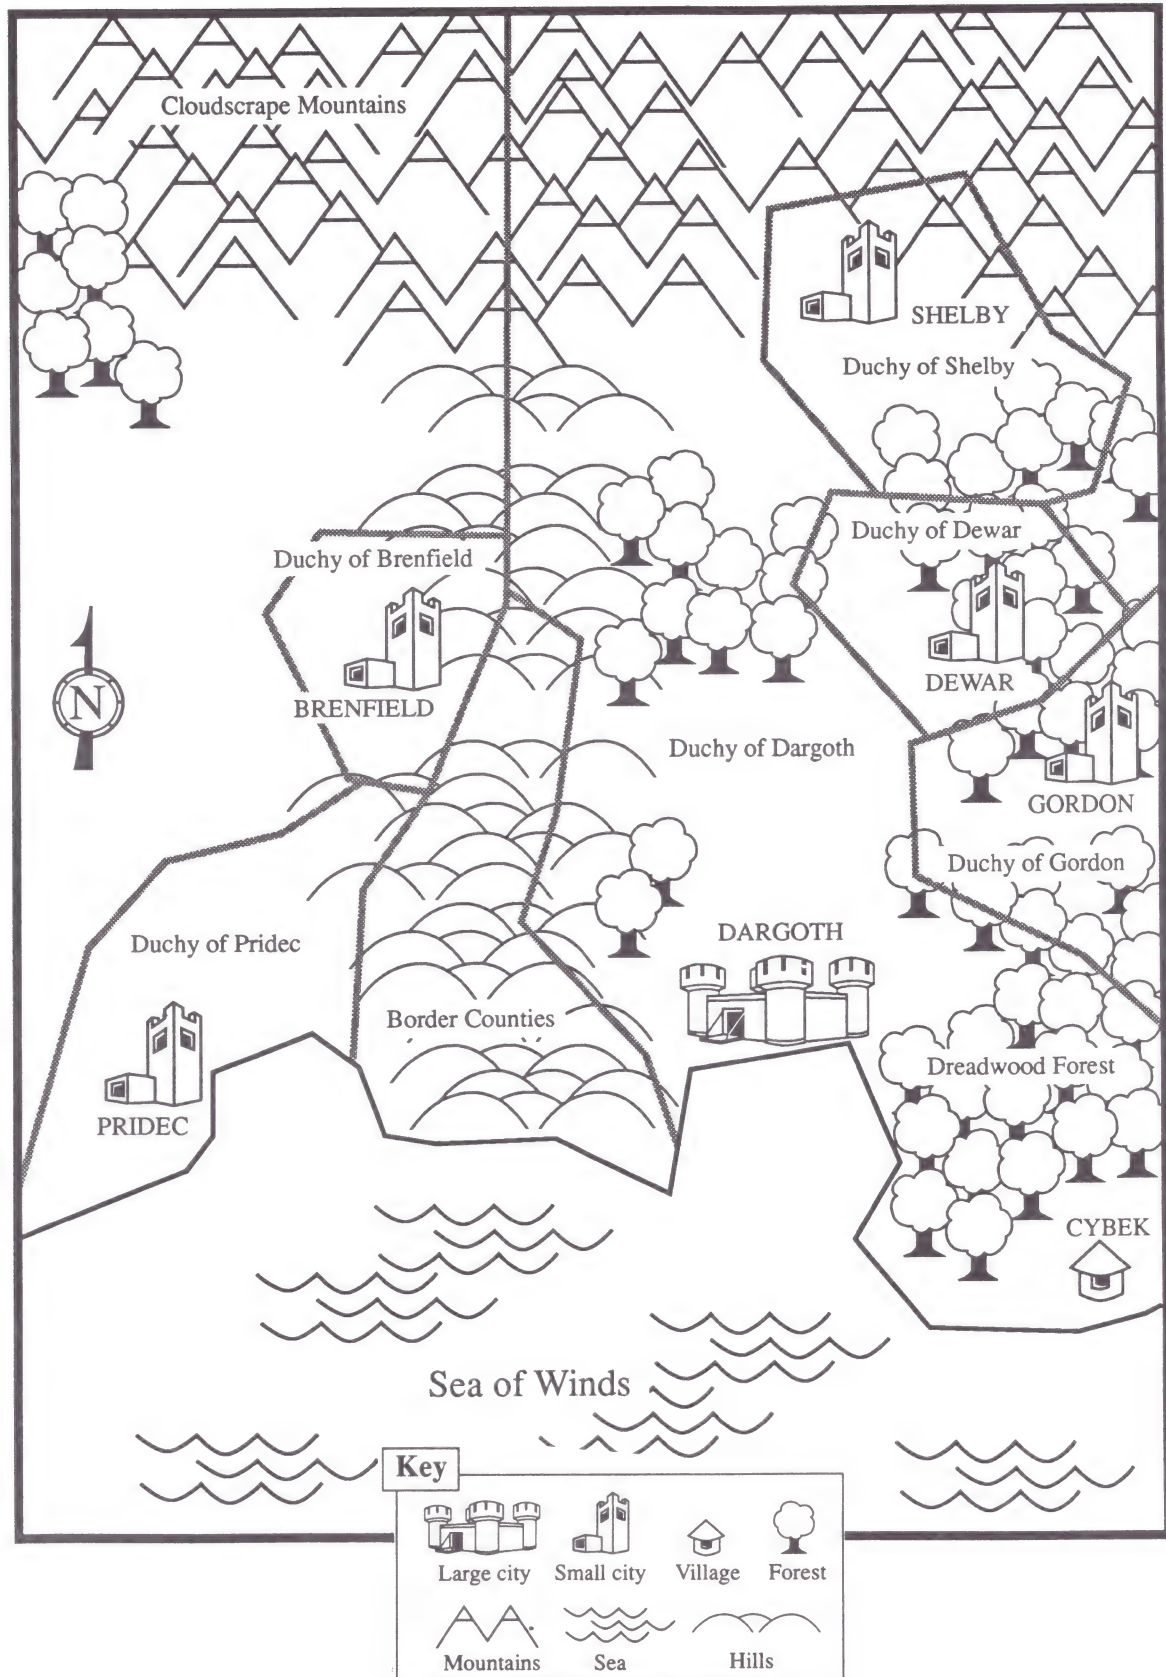 Cloudscrape Mountains
SHELBY
Duchy of Shelby
Duchy of Dewar
Duchy of Brenfield
DEWAR
BRENFIELD
N
Duchy of Dargoth
GORDON
Duchy of Gordon
DARGOTH
Duchy of Pridec
Border Counties
Dreadwood Forest
PRIDEC
CYBEK
Sea of Winds
Key
Large city Small city Village Forest
Mountains Sea Hills